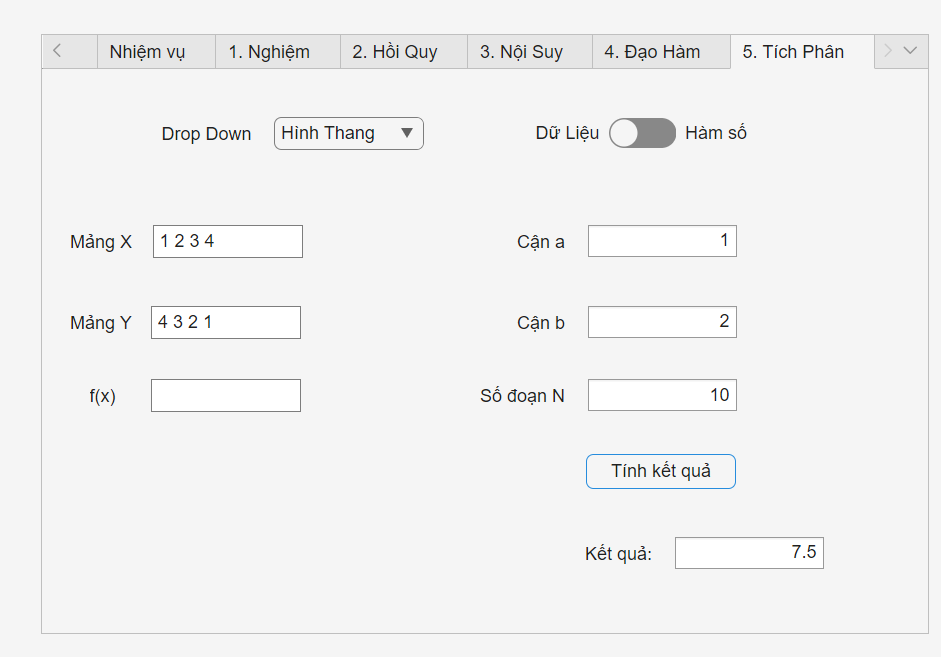 Nhiệm vụ 1. Nghiệm 2. Hồi Quy 3. Nội Suy 4. Đạo Hàm 5. Tích Phân
Drop Down Hình Thang Dữ Liệu Hàm số
Mảng X 1 2 3 4 Cận a 1
Mảng Y 4 3 2 1 Cận b 2
f(x) Số đoạn N 10
Tính kết quả
Kết quả: 7.5